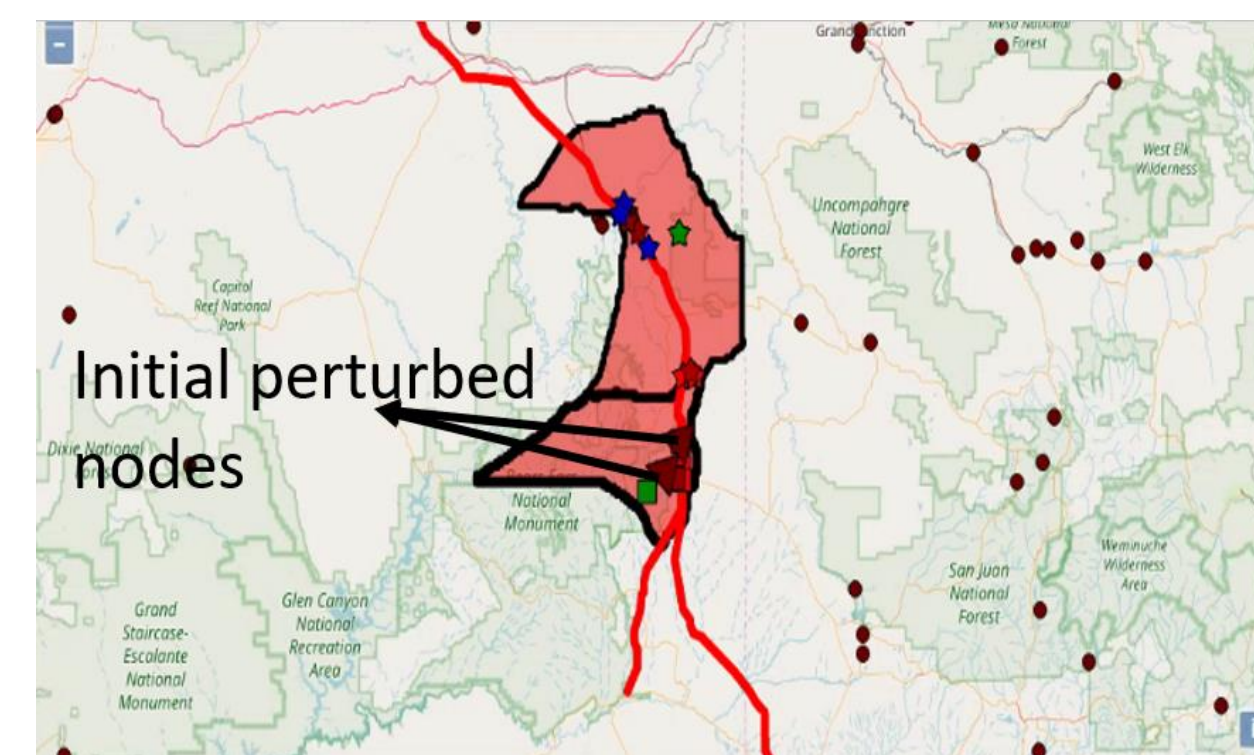 Grand Junction
Mesa National
Forest
West Elk
Wilderness
Uncompahgre
National
Forest
Capitol
Reef National
Park
Initial perturbed
nodes
Dixie National
National
Monument
Weminuche
Wilderness
Area
San Juan
National
Forest
Grand
Staircase-
Escalante
National
Monument
Glen Canyon
National
Recreation
Area